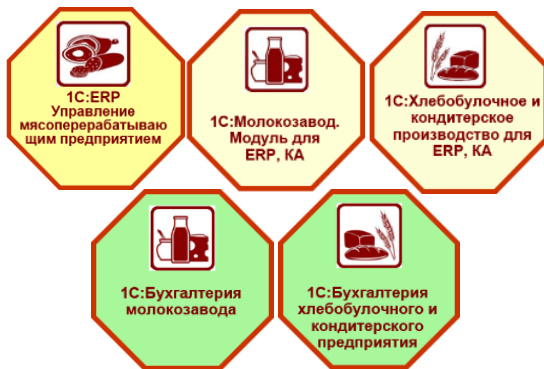 1С:ERP
Управление
мясоперерабатываю
щим предприятием
1С:Молокозавод.
Модуль для
ERP, КА
1С:Хлебобулочное и
кондитерское
производство для
ERP, КА
1С:Бухгалтерия
молокозавода
1С:Бухгалтерия
хлебобулочного и
кондитерского
предприятия